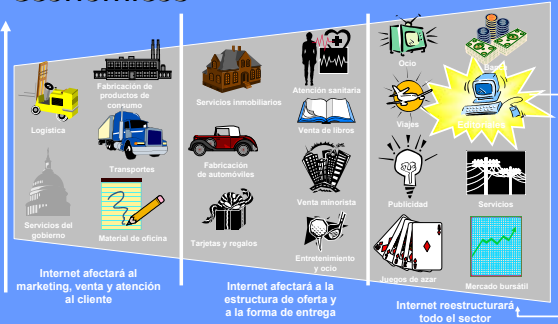 económicos
Fabricación de
productos de
consumo
Logística
Transportes
Servicios del
gobierno
Material de oficina
Servicios inmobiliarios
Atención sanitaria
Venta de libros
Fabricación
de automóviles
Venta minorista
Tarjetas y regalos
Entretenimiento
y ocio
Ocio
Viajes
Publicidad
Servicios
Juegos de azar
Mercado bursátil
Internet afectará al
marketing, venta y atención
al cliente
Internet afectará a la
estructura de oferta y
a la forma de entrega
Internet reestructurará
todo el sector